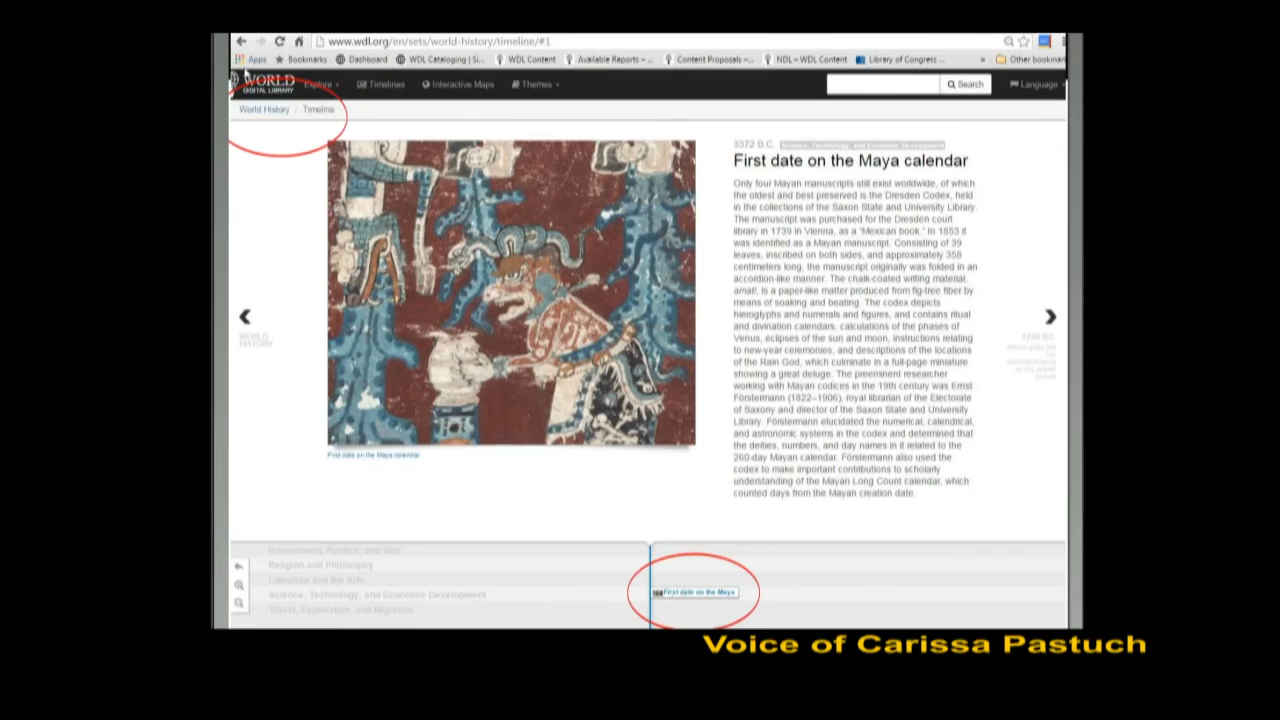 www.wdl.org/en/sets/world-history/timeline/#1
Apps Bookmarks Dashboard WDL Cataloging | Si... WDL Content Available Reports – ... Content Proposals –... NDL – WDL Content Library of Congress ... » Other bookmar
WORLD
DIGITAL LIBRARY
Explore Timelines Interactive Maps Themes Search Language
World History / Timeline
3372 B.C. Science, Technology, and Economic Development
First date on the Maya calendar
Only four Mayan manuscripts still exist worldwide, of which
the oldest and best preserved is the Dresden Codex, held
in the collections of the Saxon State and University Library.
The manuscript was purchased for the Dresden court
library in 1739 in Vienna, as a "Mexican book." In 1853 it
was identified as a Mayan manuscript. Consisting of 39
leaves, inscribed on both sides, and approximately 358
centimeters long, the manuscript originally was folded in an
accordion-like manner. The chalk-coated writing material,
amatl, is a paper-like matter produced from fig-tree fiber by
means of soaking and beating. The codex depicts
hieroglyphs and numerals and figures, and contains ritual
and divination calendars, calculations of the phases of
Venus, eclipses of the sun and moon, instructions relating
to new-year ceremonies, and descriptions of the locations
of the Rain God, which culminate in a full-page miniature
showing a great deluge. The preeminent researcher
working with Mayan codices in the 19th century was Ernst
Förstemann (1822–1906), royal librarian of the Electorate
of Saxony and director of the Saxon State and University
Library. Förstemann elucidated the numerical, calendrical,
and astronomic systems in the codex and determined that
the deities, numbers, and day names in it related to the
260-day Mayan calendar. Förstemann also used the
codex to make important contributions to scholarly
understanding of the Mayan Long Count calendar, which
counted days from the Mayan creation date.
WORLD
HISTORY
First date on the Maya calendar
Government, Politics, and War
Religion and Philosophy
Literature and the Arts
Science, Technology, and Economic Development
Travel, Exploration, and Migration
First date on the Maya
Voice of Carissa Pastuch